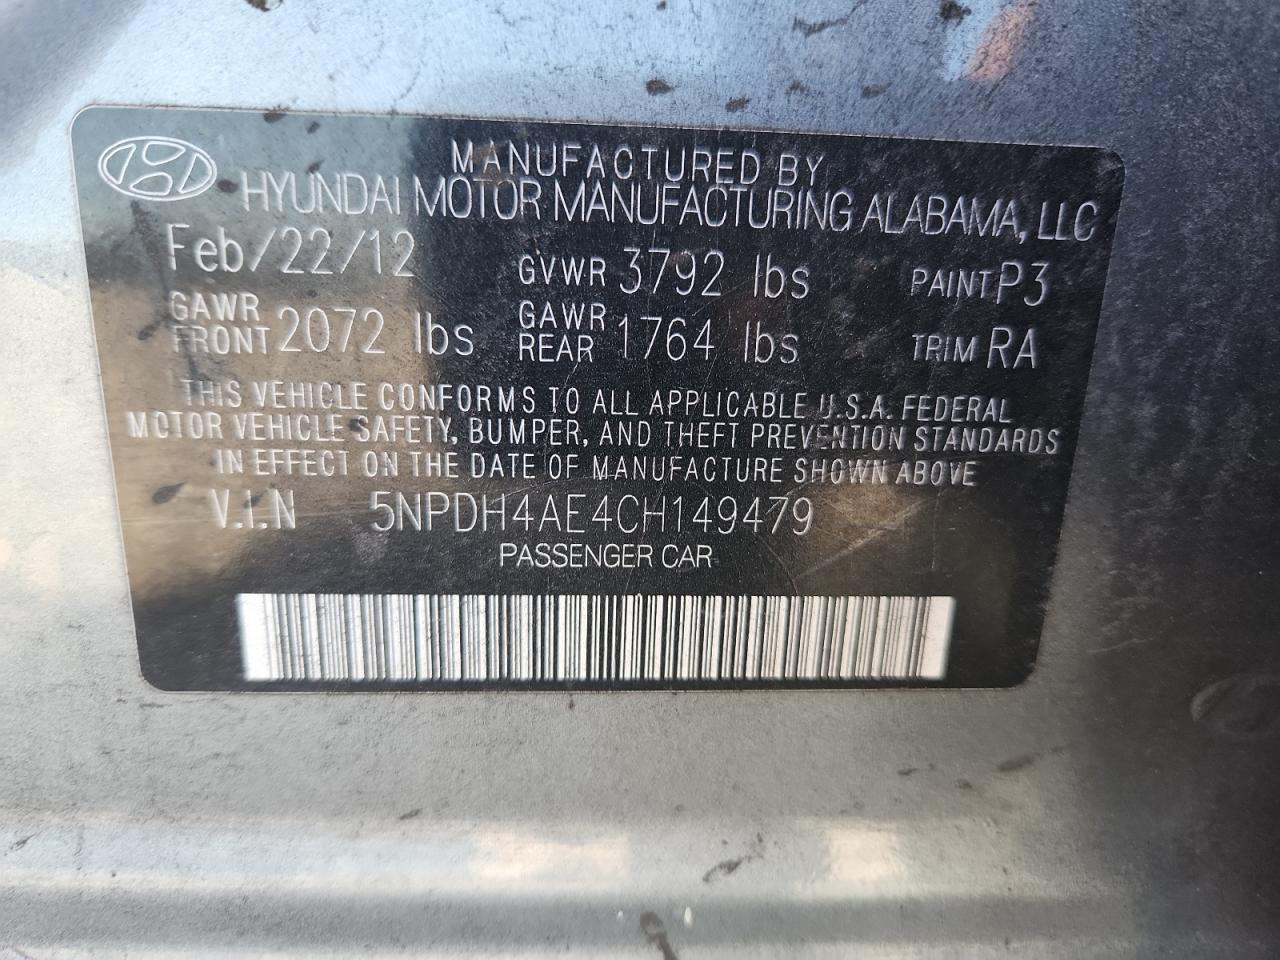 MANUFACTURED BY
HYUNDAI MOTOR MANUFACTURING ALABAMA, LLC
Feb/22/12 GVWR 3792 lbs PAINT P3
GAWR FRONT 2072 lbs GAWR REAR 1764 lbs TRIM RA
THIS VEHICLE CONFORMS TO ALL APPLICABLE U.S.A. FEDERAL
MOTOR VEHICLE SAFETY, BUMPER, AND THEFT PREVENTION STANDARDS
IN EFFECT ON THE DATE OF MANUFACTURE SHOWN ABOVE
V.I.N 5NPDH4AE4CH149479
PASSENGER CAR